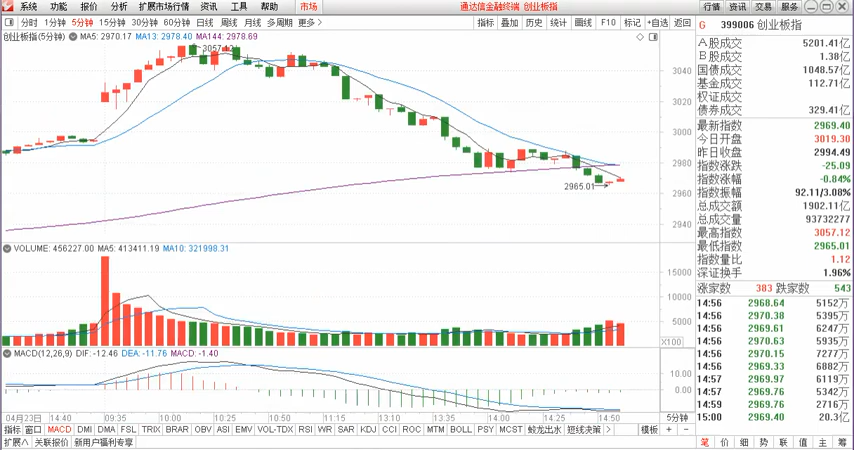 系统 功能 报价 分析 扩展市场行情 资讯 工具 帮助 市场 通达信金融终端 创业板指 行情 资讯 交易 服务
分时 1分钟 5分钟 15分钟 30分钟 60分钟 日线 周线 月线 多周期 更多> 指标 叠加 历史 统计 画线 F10 标记 +自选 返回
G 399006 创业板指
创业板指(5分钟) MA5: 2970.17 MA13: 2978.40 MA144: 2978.69
3057.12
3040
3020
3000
2980
2960
2940
2965.01
A股成交 5201.41亿
B股成交 1.38亿
国债成交 1048.57亿
基金成交 112.71亿
权证成交
债券成交 329.41亿
最新指数 2969.40
今日开盘 3019.30
昨日收盘 2994.49
指数涨跌 -25.09
指数涨幅 -0.84%
指数振幅 92.11/3.08%
总成交额 1902.11亿
总成交量 93732277
最高指数 3057.12
最低指数 2965.01
指数量比 1.12
深证换手 1.96%
涨家数 383 跌家数 543
14:56 2968.64 5152万
14:56 2970.38 5395万
14:56 2969.61 6247万
14:56 2970.63 5935万
14:56 2970.15 7277万
14:56 2969.33 6882万
14:57 2969.97 6119万
14:57 2969.76 5342万
14:59 2969.76 2716万
15:00 2969.40 20.3亿
VOLUME: 456227.00 MA5: 413411.19 MA10: 321998.31
15000
10000
5000
X100
MACD(12,26,9) DIF: -12.46 DEA: -11.76 MACD: -1.40
10.00
0.00
04月23日 14:40 09:35 10:00 10:25 10:50 11:15 13:10 13:35 14:00 14:25 14:50 5分钟
指标 窗口 MACD DMI DMA FSL TRIX BRAR OBV ASI EMV VOL-TDX RSI WR SAR KDJ CCI ROC MTM BOLL PSY MCST 蛟龙出水 短线决策 > 模板 + -
扩展∧ 关联报价 新用户福利专享 笔 价 细 势 联 值 主 筹